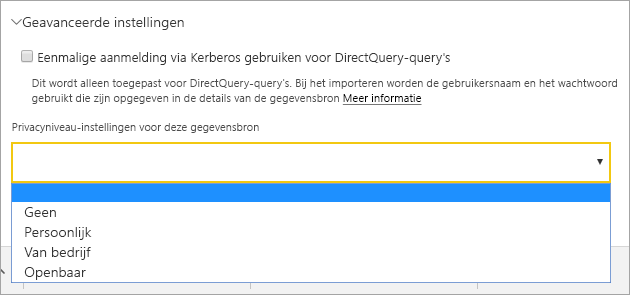 Geavanceerde instellingen
Eenmalige aanmelding via Kerberos gebruiken voor DirectQuery-query's
Dit wordt alleen toegepast voor DirectQuery-query's. Bij het importeren worden de gebruikersnaam en het wachtwoord
gebruikt die zijn opgegeven in de details van de gegevensbron Meer informatie
Privacyniveau-instellingen voor deze gegevensbron
Geen
Persoonlijk
Van bedrijf
Openbaar